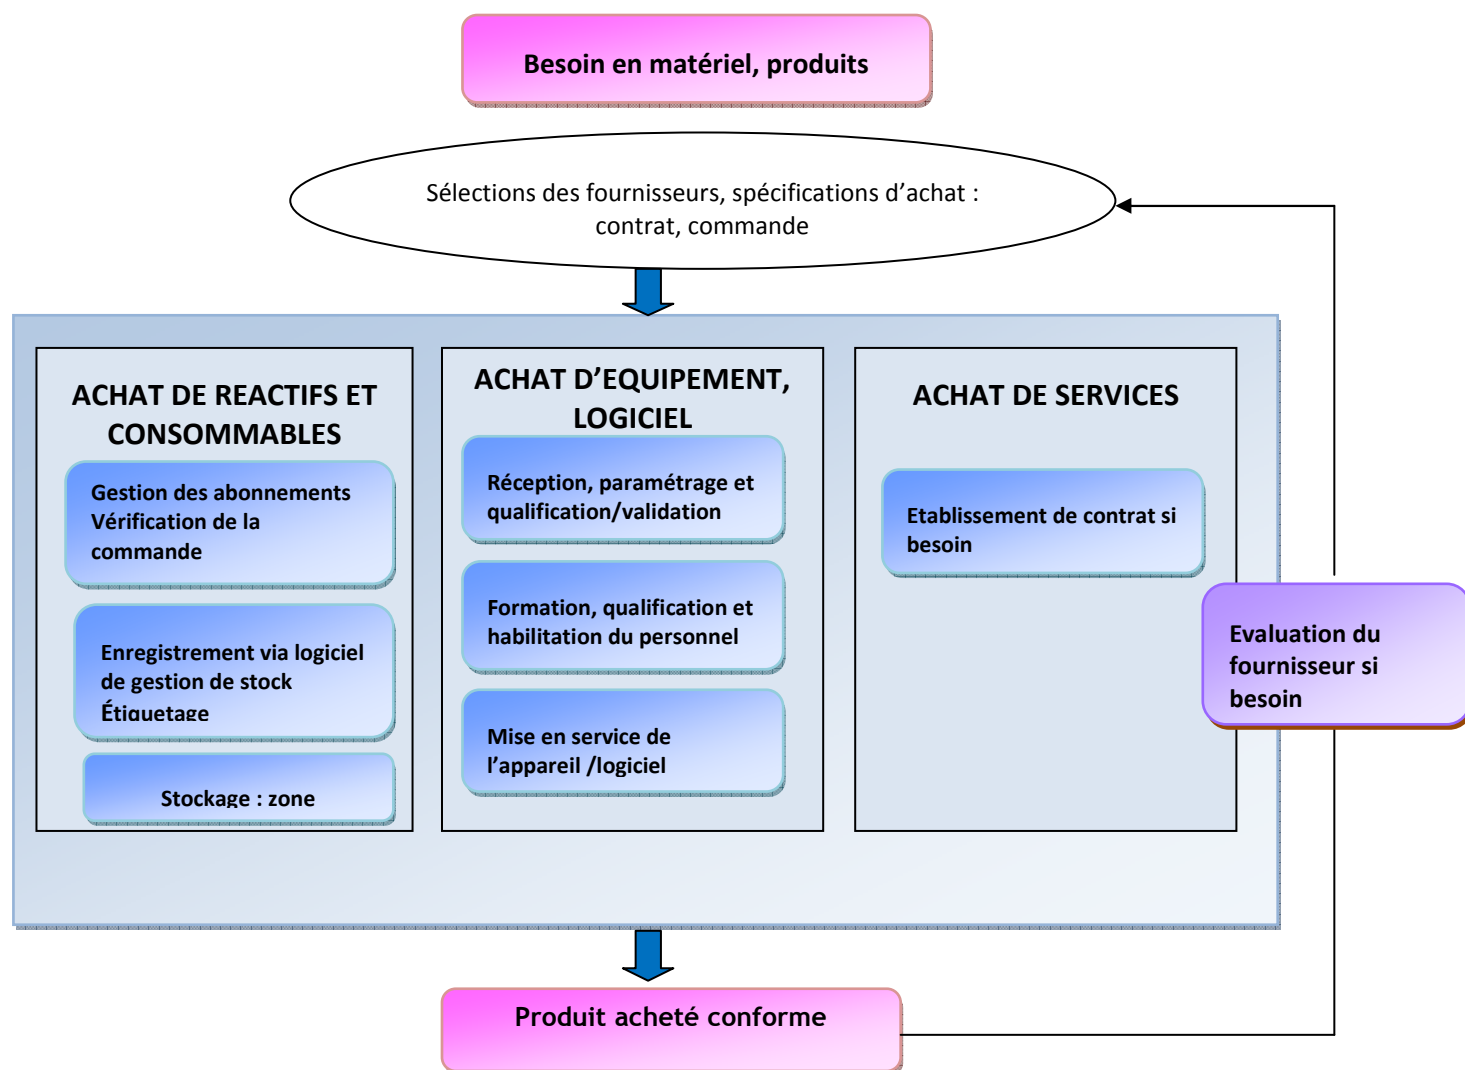 Besoin en matériel, produits
Sélections des fournisseurs, spécifications d’achat :
contrat, commande
ACHAT DE REACTIFS ET
CONSOMMABLES
Gestion des abonnements
Vérification de la
commande
Enregistrement via logiciel
de gestion de stock
Étiquetage
Stockage : zone
ACHAT D’EQUIPEMENT,
LOGICIEL
Réception, paramétrage et
qualification/validation
Formation, qualification et
habilitation du personnel
Mise en service de
l’appareil /logiciel
ACHAT DE SERVICES
Etablissement de contrat si
besoin
Evaluation du
fournisseur si
besoin
Produit acheté conforme